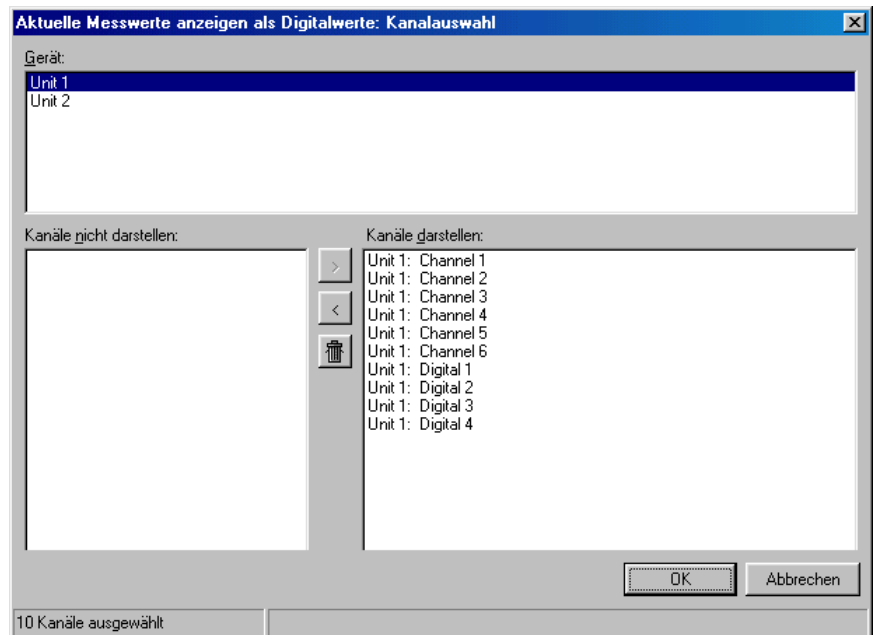 Aktuelle Messwerte anzeigen als Digitalwerte: Kanalauswahl
Gerät:
Unit 1
Unit 2
Kanäle nicht darstellen:
Kanäle darstellen:
>
<
Unit 1: Channel 1
Unit 1: Channel 2
Unit 1: Channel 3
Unit 1: Channel 4
Unit 1: Channel 5
Unit 1: Channel 6
Unit 1: Digital 1
Unit 1: Digital 2
Unit 1: Digital 3
Unit 1: Digital 4
OK
Abbrechen
10 Kanäle ausgewählt